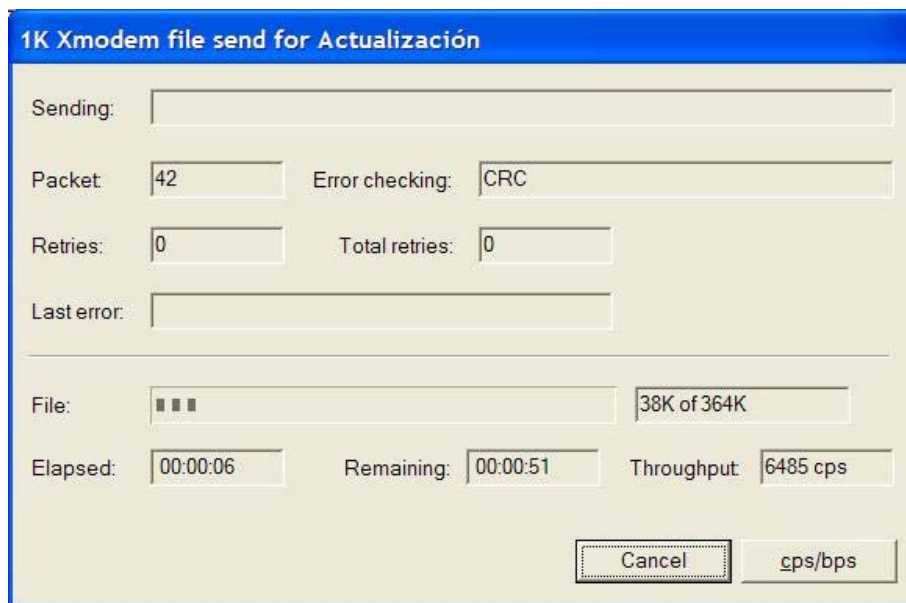 1K Xmodem file send for Actualización
Sending:
Packet: 42 Error checking: CRC
Retries: 0 Total retries: 0
Last error:
File: 38K of 364K
Elapsed: 00:00:06 Remaining: 00:00:51 Throughput: 6485 cps
Cancel cps/bps